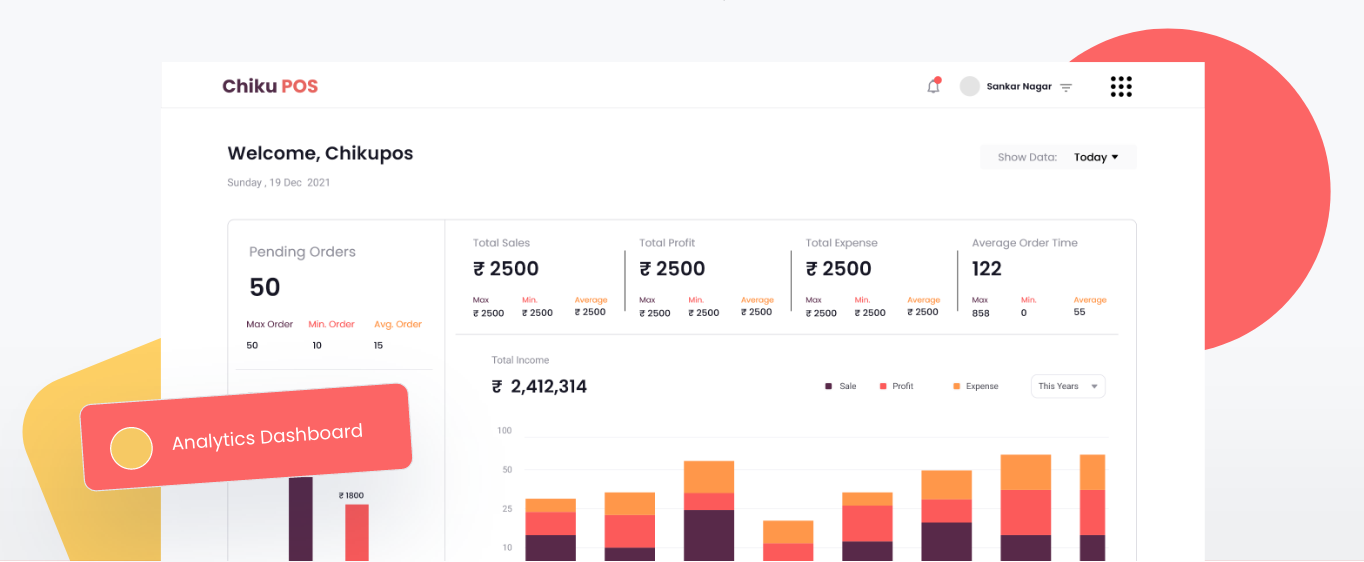 Chiku POS
Sankar Nagar
Welcome, Chikupos
Sunday , 19 Dec 2021
Show Data: Today
Pending Orders
50
Max Order Min. Order Avg. Order
50 10 15
Total Sales
₹ 2500
Max Min. Average
₹ 2500 ₹ 2500 ₹ 2500
Total Profit
₹ 2500
Max Min. Average
₹ 2500 ₹ 2500 ₹ 2500
Total Expense
₹ 2500
Max Min. Average
₹ 2500 ₹ 2500 ₹ 2500
Average Order Time
122
Max Min. Average
858 0 55
Analytics Dashboard
₹ 1800
Total Income
₹ 2,412,314
Sale Profit Expense
This Years
100
50
25
10